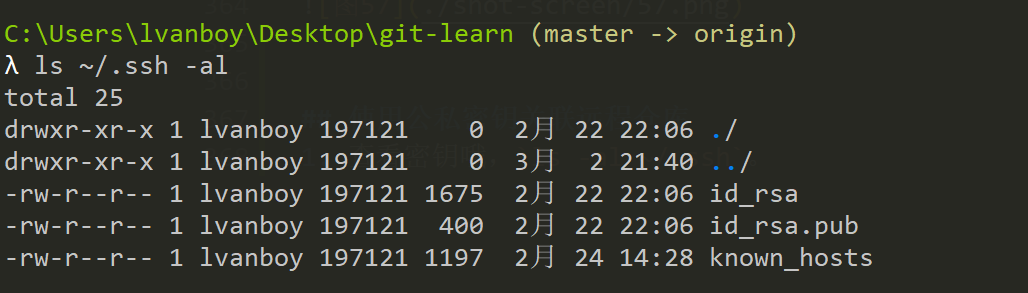 C:\Users\lvanboy\Desktop\git-learn (master -> origin)
λ ls ~/.ssh -al
total 25
drwxr-xr-x 1 lvanboy 197121    0  2月 22 22:06 ./
drwxr-xr-x 1 lvanboy 197121    0  3月  2 21:40 ../
-rw-r--r-- 1 lvanboy 197121 1675  2月 22 22:06 id_rsa
-rw-r--r-- 1 lvanboy 197121  400  2月 22 22:06 id_rsa.pub
-rw-r--r-- 1 lvanboy 197121 1197  2月 24 14:28 known_hosts